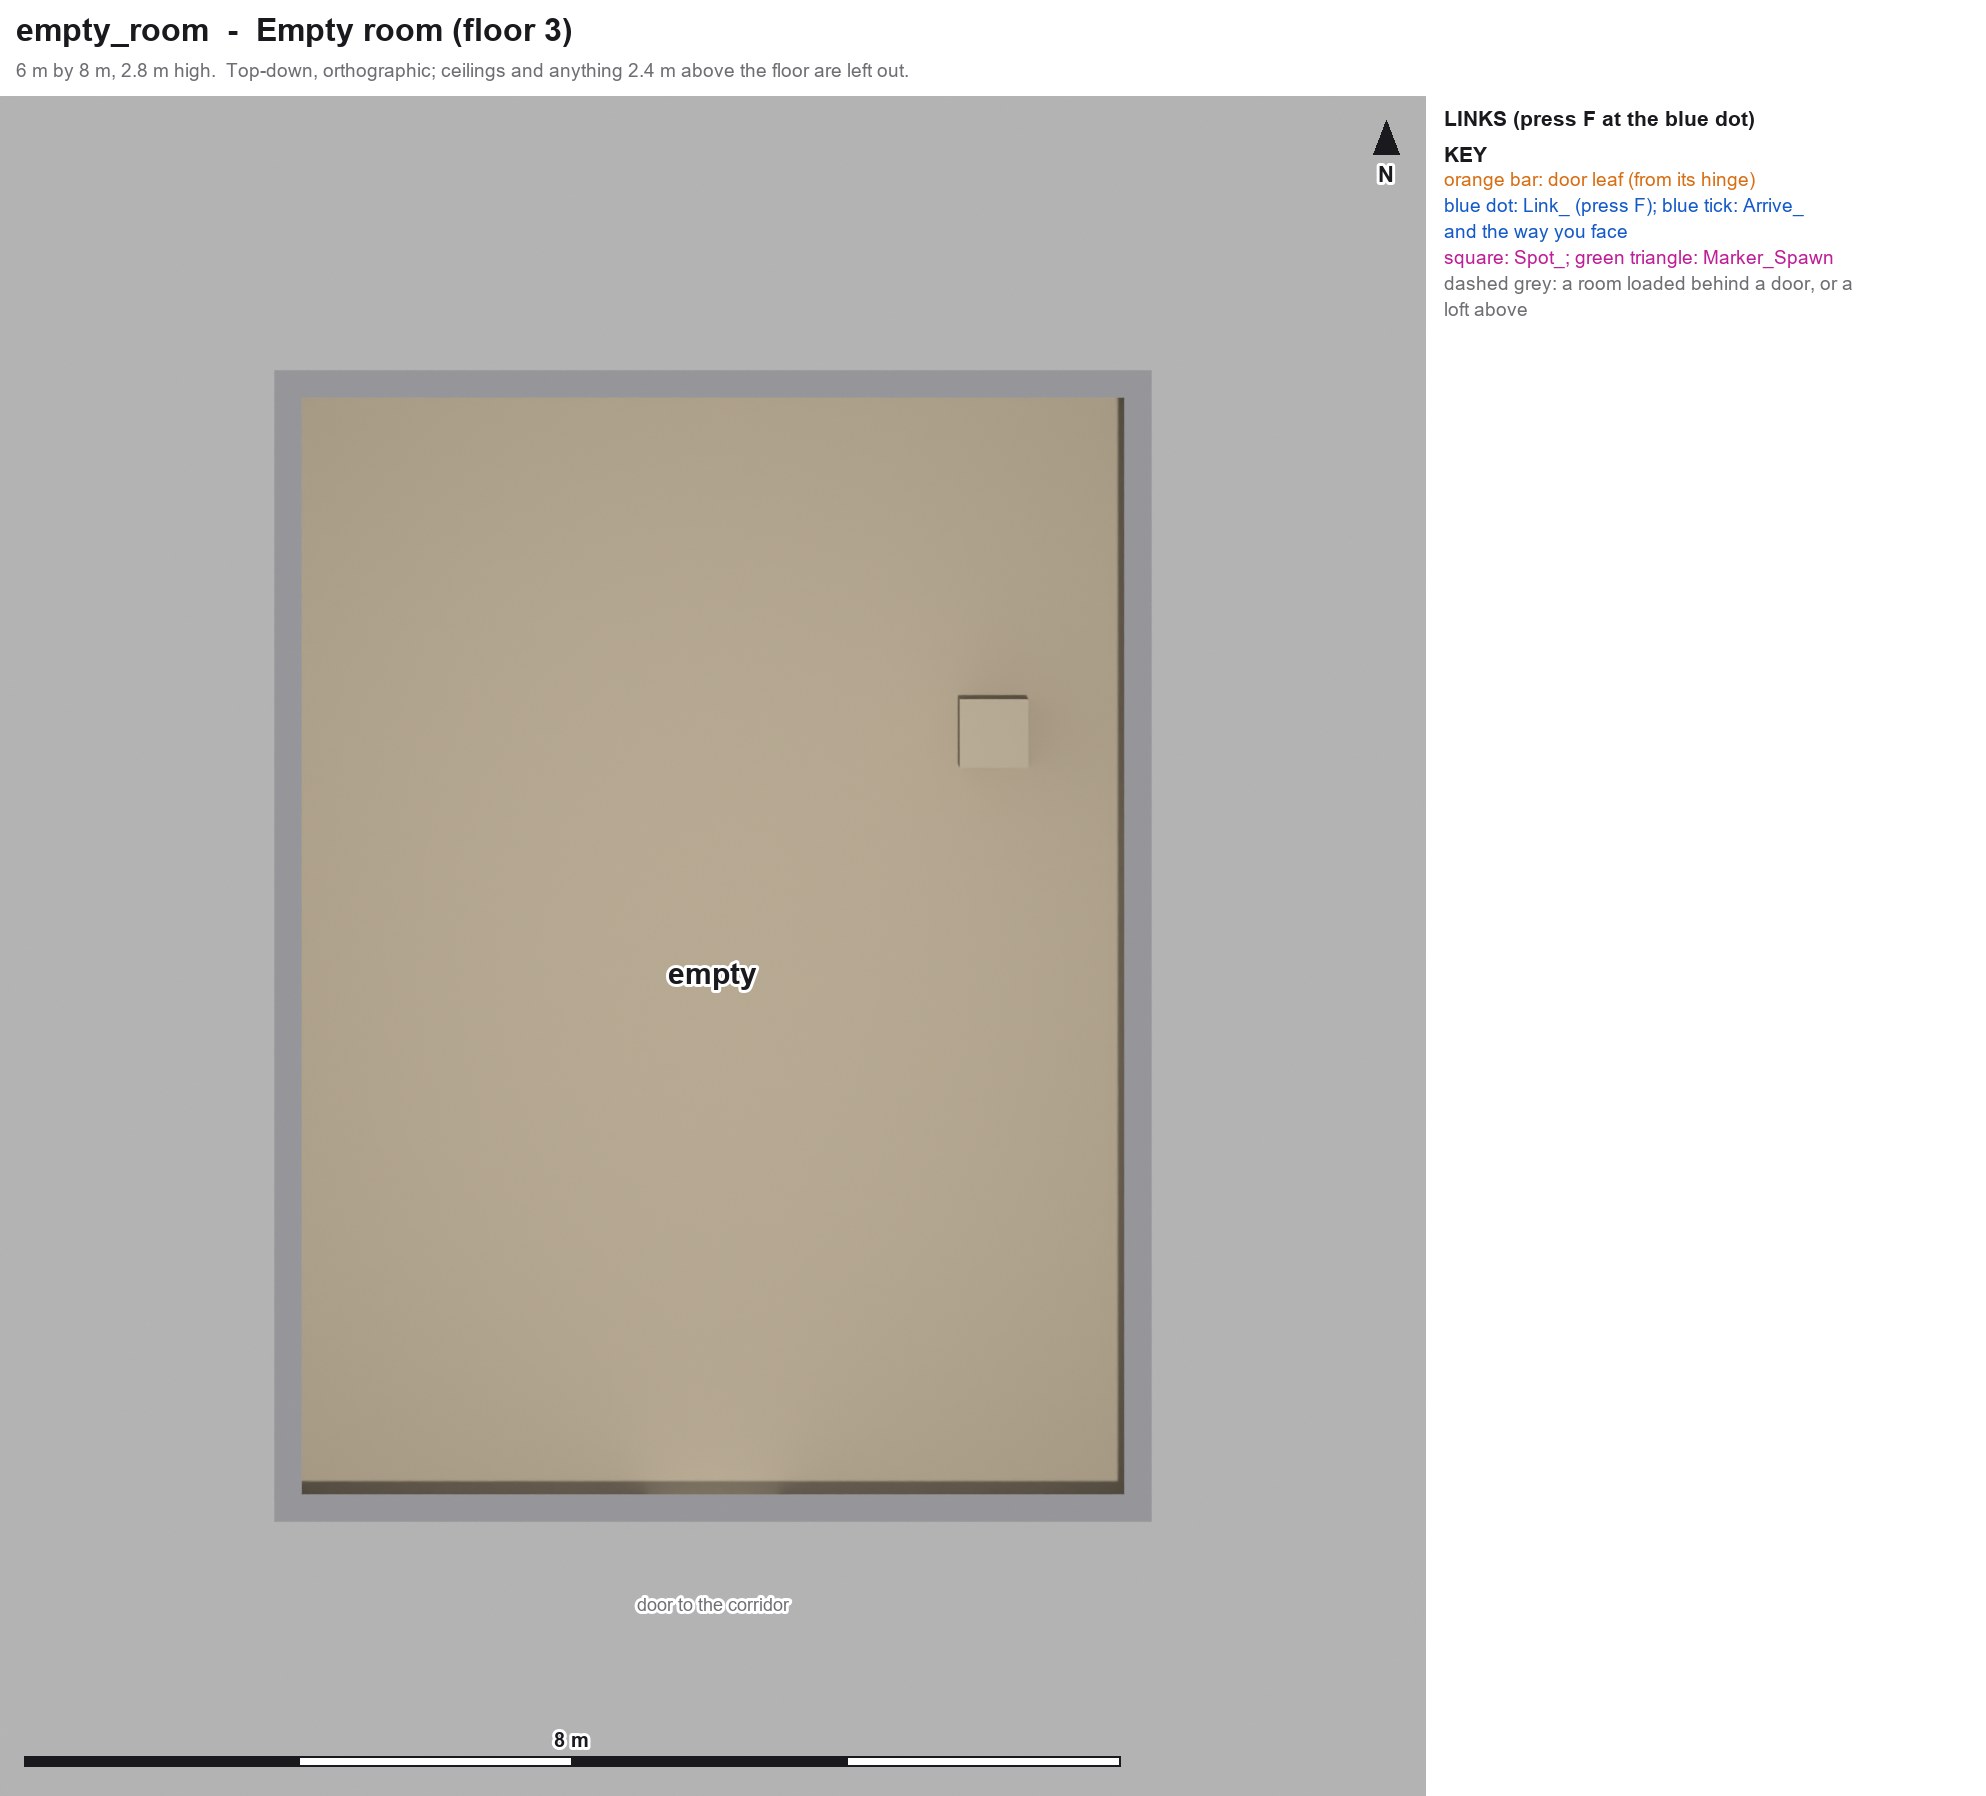 empty_room - Empty room (floor 3)
6 m by 8 m, 2.8 m high. Top-down, orthographic; ceilings and anything 2.4 m above the floor are left out.
N
LINKS (press F at the blue dot)
KEY
orange bar: door leaf (from its hinge)
blue dot: Link_ (press F); blue tick: Arrive_
and the way you face
square: Spot_; green triangle: Marker_Spawn
dashed grey: a room loaded behind a door, or a
loft above
empty
door to the corridor
8 m